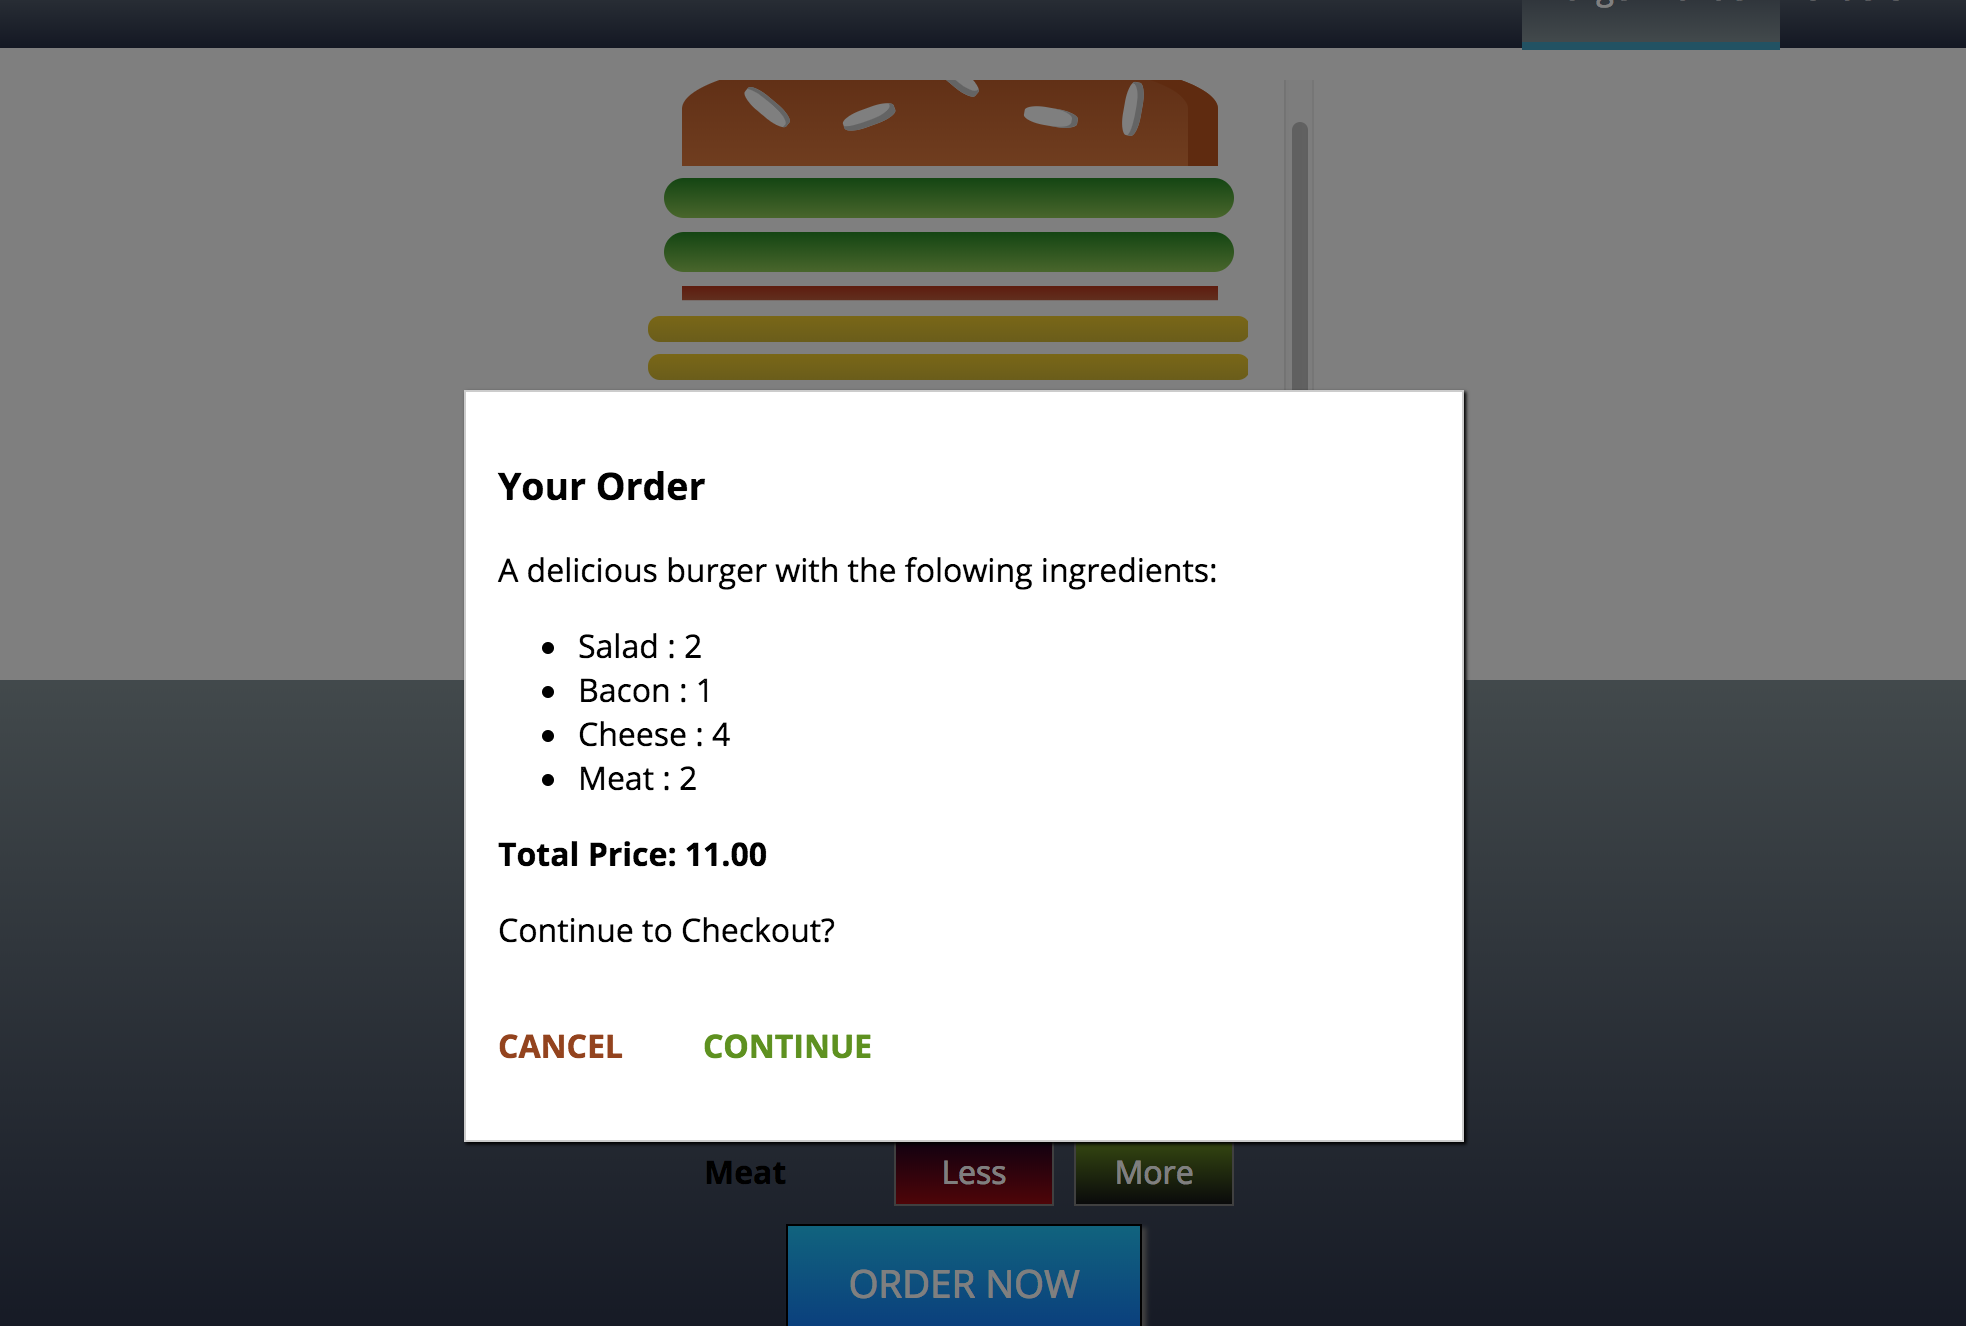 Your Order
A delicious burger with the folowing ingredients:
Salad : 2
Bacon : 1
Cheese : 4
Meat : 2
Total Price: 11.00
Continue to Checkout?
CANCEL CONTINUE
Meat Less More
ORDER NOW